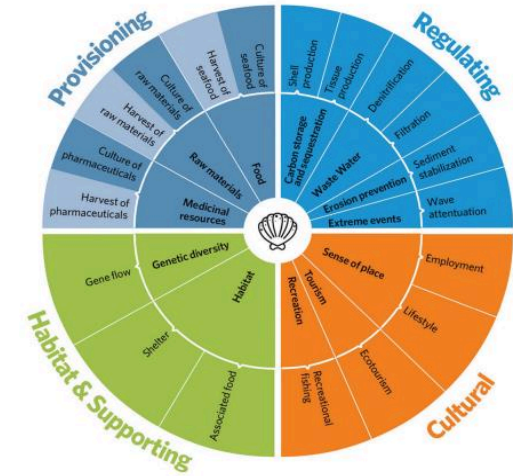 Provisioning
Harvest of
pharmaceuticals
Culture of
pharmaceuticals
Harvest of
raw materials
Culture of
raw materials
Harvest of
seafood
Culture of
seafood
Medicinal
resources
Raw materials
Food
Regulating
Shell
production
Tissue
production
Denitrification
Filtration
Sediment
stabilization
Wave
attentuation
Carbon storage
and sequestration
Waste Water
Erosion prevention
Extreme events
Habitat & Supporting
Genetic diversity
Habitat
Gene flow
Shelter
Associated food
Cultural
Sense of place
Tourism
Recreation
Employment
Lifestyle
Ecotourism
Recreational
fishing